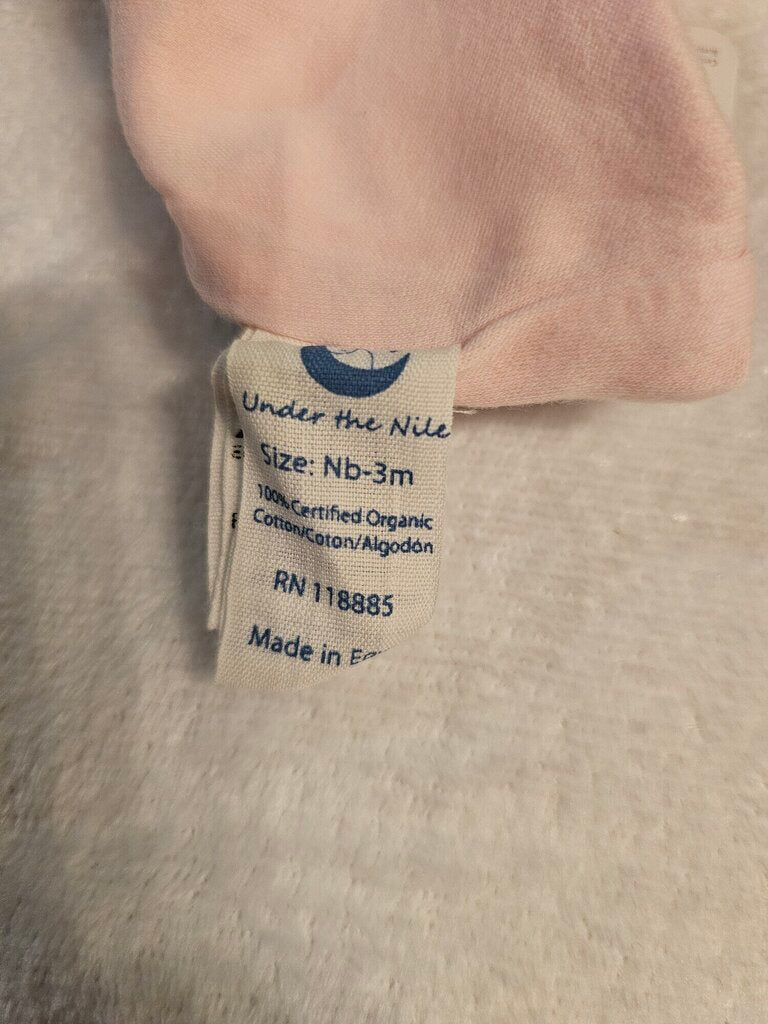 Under the Nile
Size: Nb-3m
100% Certified Organic
Cotton/Coton/Algodón
RN 118885
Made in